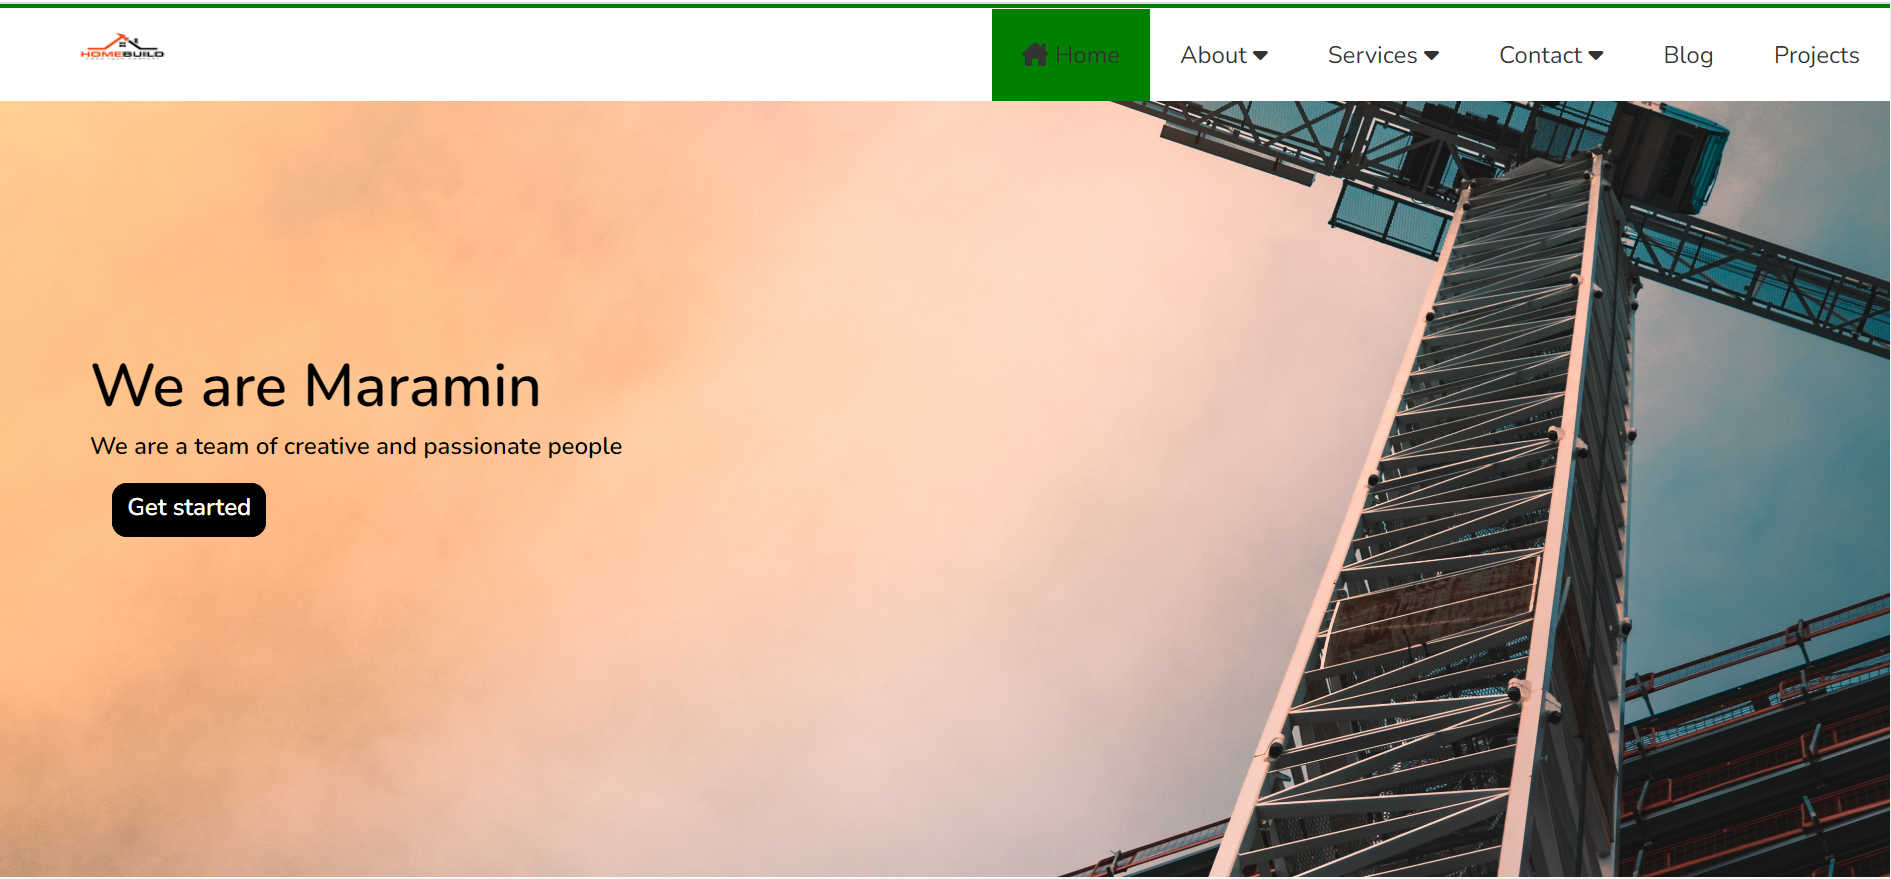 HOMEBUILD
Home About Services Contact Blog Projects
We are Maramin
We are a team of creative and passionate people
Get started